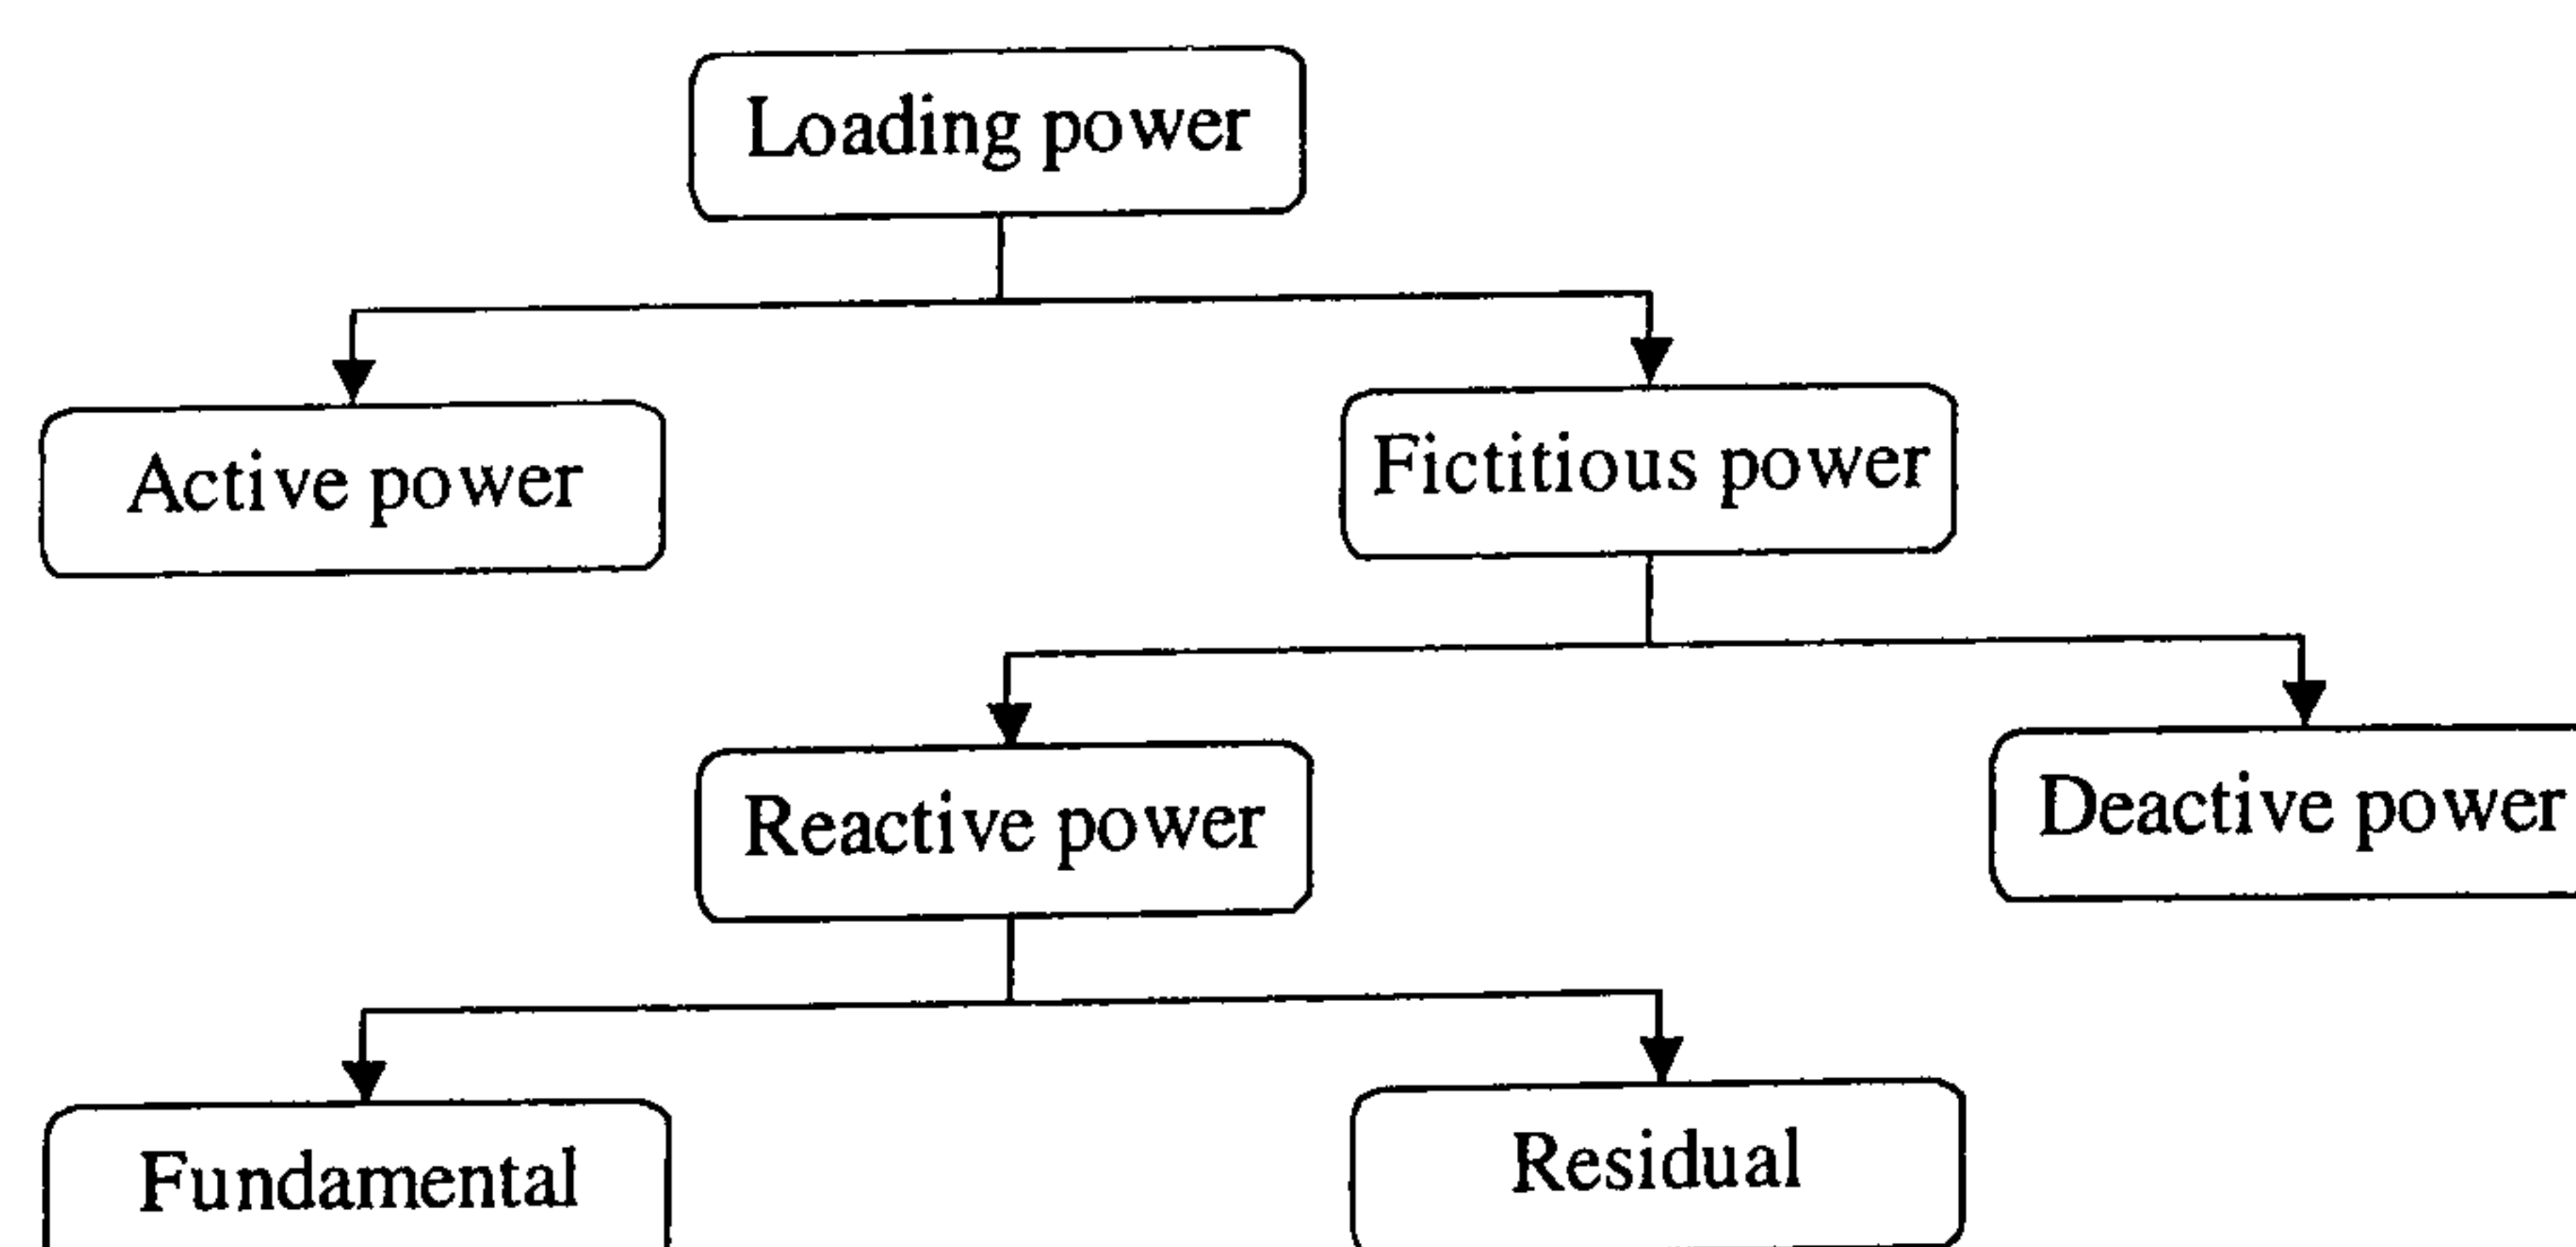 Loading power
Active power
Fictitious power
Reactive power
Deactive power
Fundamental
Residual